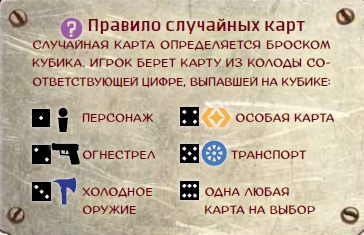 ? Правило случайных карт
СЛУЧАЙНАЯ КАРТА ОПРЕДЕЛЯЕТСЯ БРОСКОМ
КУБИКА. ИГРОК БЕРЕТ КАРТУ ИЗ КОЛОДЫ СО-
ОТВЕТСТВУЮЩЕЙ ЦИФРЕ, ВЫПАВШЕЙ НА КУБИКЕ:
ПЕРСОНАЖ
ОГНЕСТРЕЛ
ХОЛОДНОЕ
ОРУЖИЕ
ОСОБАЯ КАРТА
ТРАНСПОРТ
ОДНА ЛЮБАЯ
КАРТА НА ВЫБОР